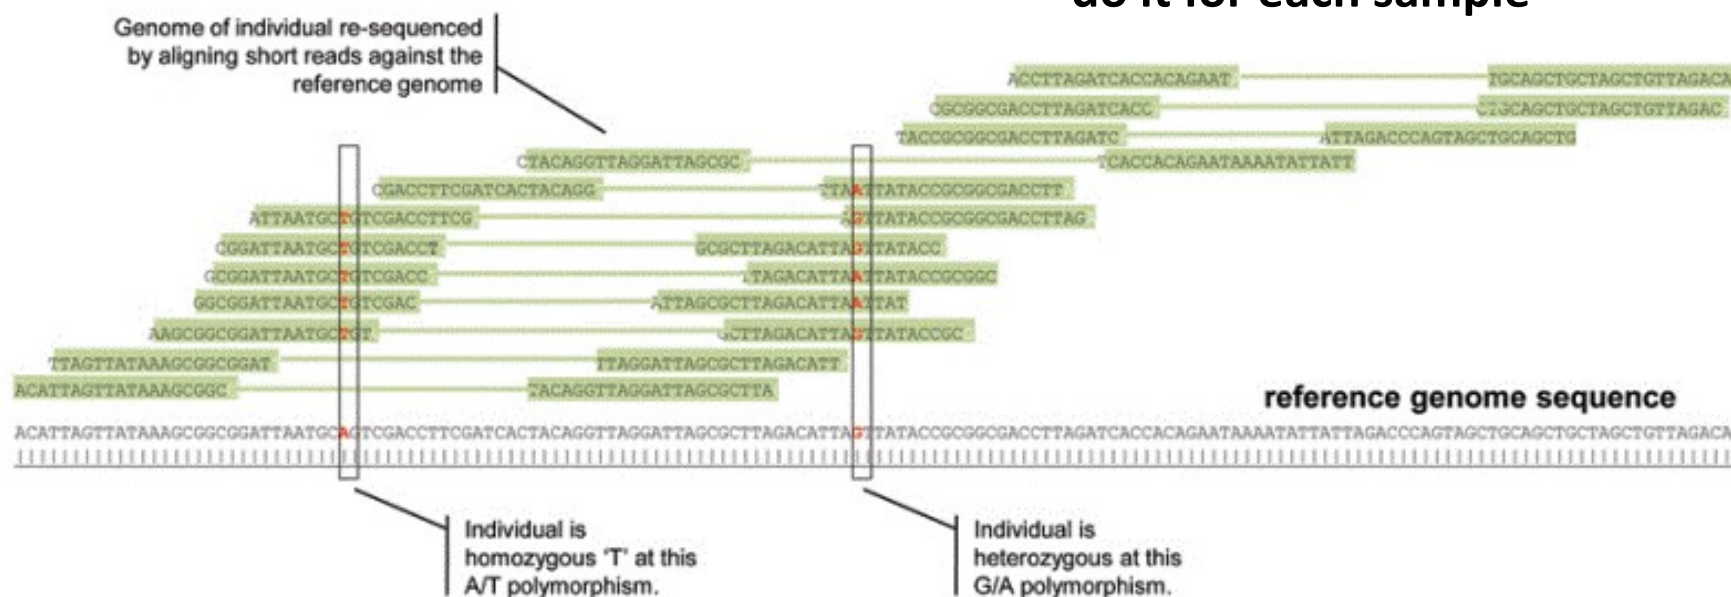 do it for each sample
Genome of individual re-sequenced
by aligning short reads against the
reference genome
ACCTTAGATCACCACAGAAT TGCAGCTGCTAGCTGTTAGACA
CGCGGCGACCTTAGATCACC CTGCAGCTGCTAGCTGTTAGAC
TACCGCGGCGACCTTAGATC ATTAGACCCAGTAGCTGCAGCTG
CTACAGGTTAGGATTAGCGC TCACCACAGAATAAAATATTATT
CGACCTTCGATCACTACAGG TTAATTATACCGCGGCGACCTT
ATTAATGCTGTCGACCTTCG AGTTATACCGCGGCGACCTTAG
CGGATTAATGCTGTCGACCT GCGCTTAGACATTAGTTATACC
GCGGATTAATGCTGTCGACC TAGACATTAATTATACCGCGGC
GGCGGATTAATGCTGTCGAC ATTAGCGCTTAGACATTAATTAT
AAGCGGCGGATTAATGCTGT GCTTAGACATTAGTTATACCGC
TTAGTTATAAAGCGGCGGAT TTAGGATTAGCGCTTAGACATT
ACATTAGTTATAAAGCGGC TACAGGTTAGGATTAGCGCTTA
reference genome sequence
ACATTAGTTATAAAGCGGCGGATTAATGCAGTCGACCTTCGATCACTACAGGTTAGGATTAGCGCTTAGACATTAGTTATACCGCGGCGACCTTAGATCACCACAGAATAAAATATTATTAGACCCAGTAGCTGCAGCTGCTAGCTGTTAGACA
Individual is
homozygous 'T' at this
A/T polymorphism.
Individual is
heterozygous at this
G/A polymorphism.